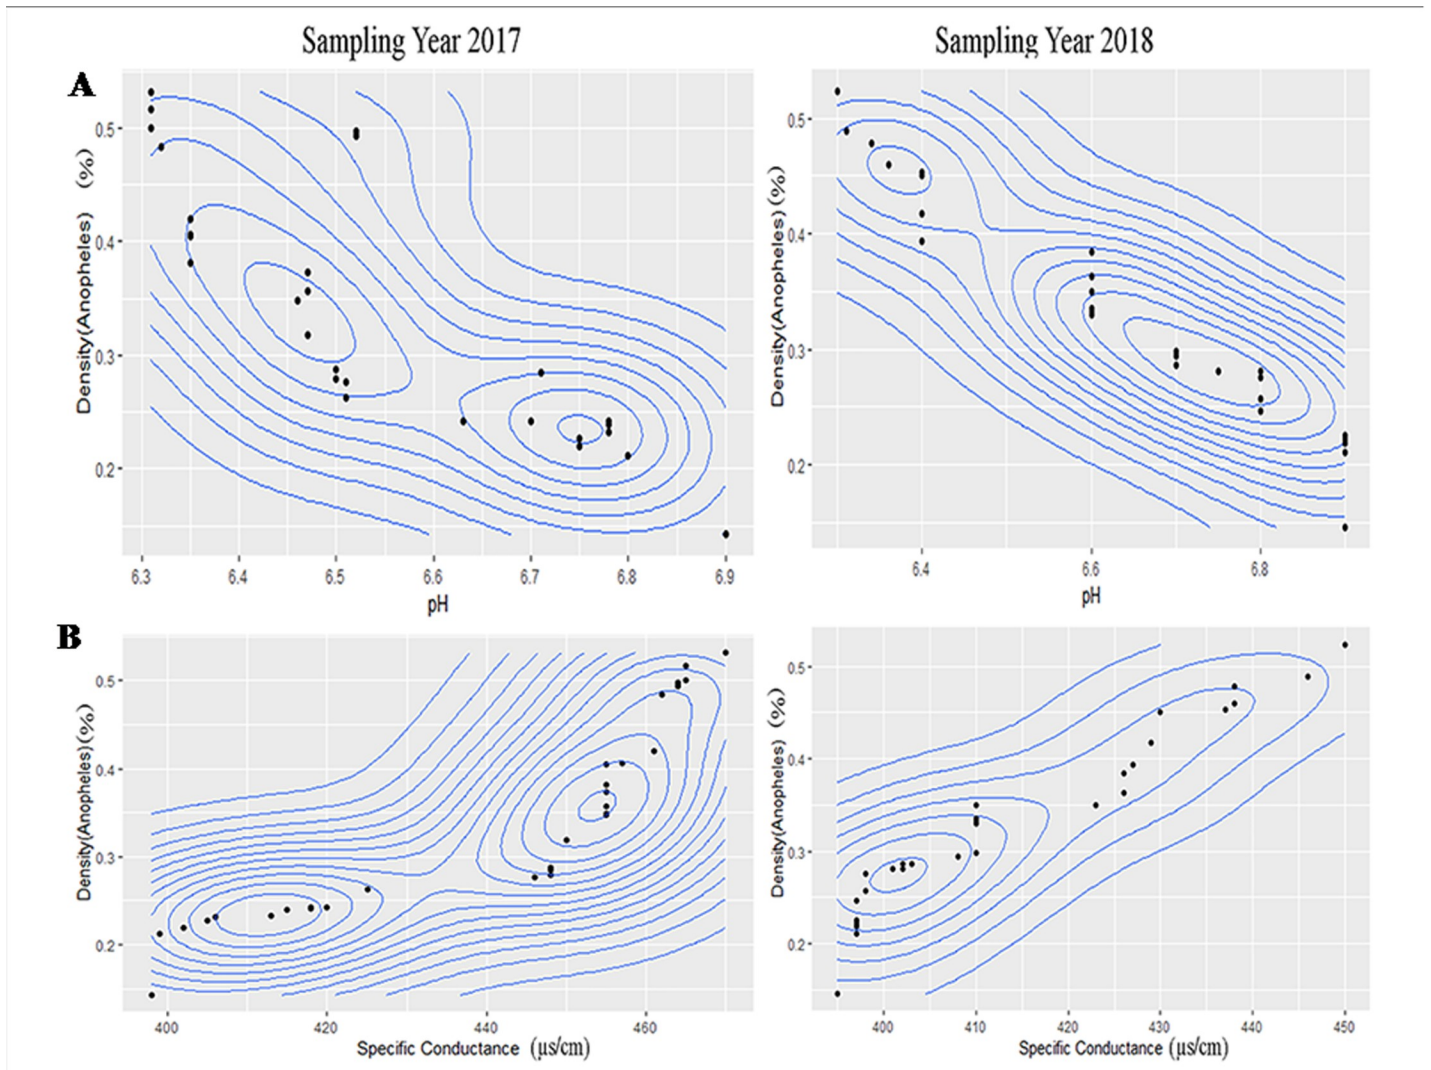 Sampling Year 2017
Sampling Year 2018
A
Density(Anopheles) (%)
0.5
0.4
0.3
0.2
6.3 6.4 6.5 6.6 6.7 6.8 6.9
pH
Density(Anopheles) (%)
0.5
0.4
0.3
0.2
6.4 6.6 6.8
pH
B
Density(Anopheles)(%)
0.5
0.4
0.3
0.2
400 420 440 460
Specific Conductance (µs/cm)
Density(Anopheles) (%)
0.5
0.4
0.3
0.2
400 410 420 430 440 450
Specific Conductance (µs/cm)